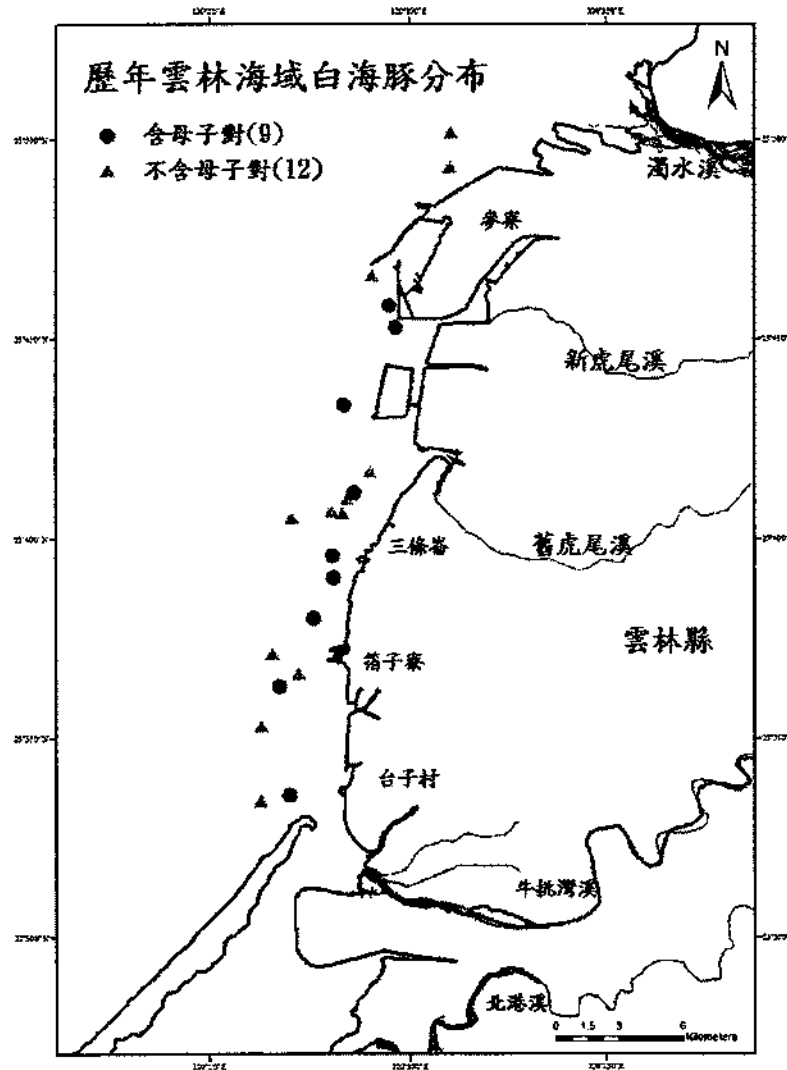 歷年雲林海域白海豚分布
含母子對(9)
不含母子對(12)
N
濁水溪
麥寮
新虎尾溪
三條崙
舊虎尾溪
雲林縣
箔子寮
台子村
牛挑灣溪
北港溪
0 1.5 3 6
Kilometers